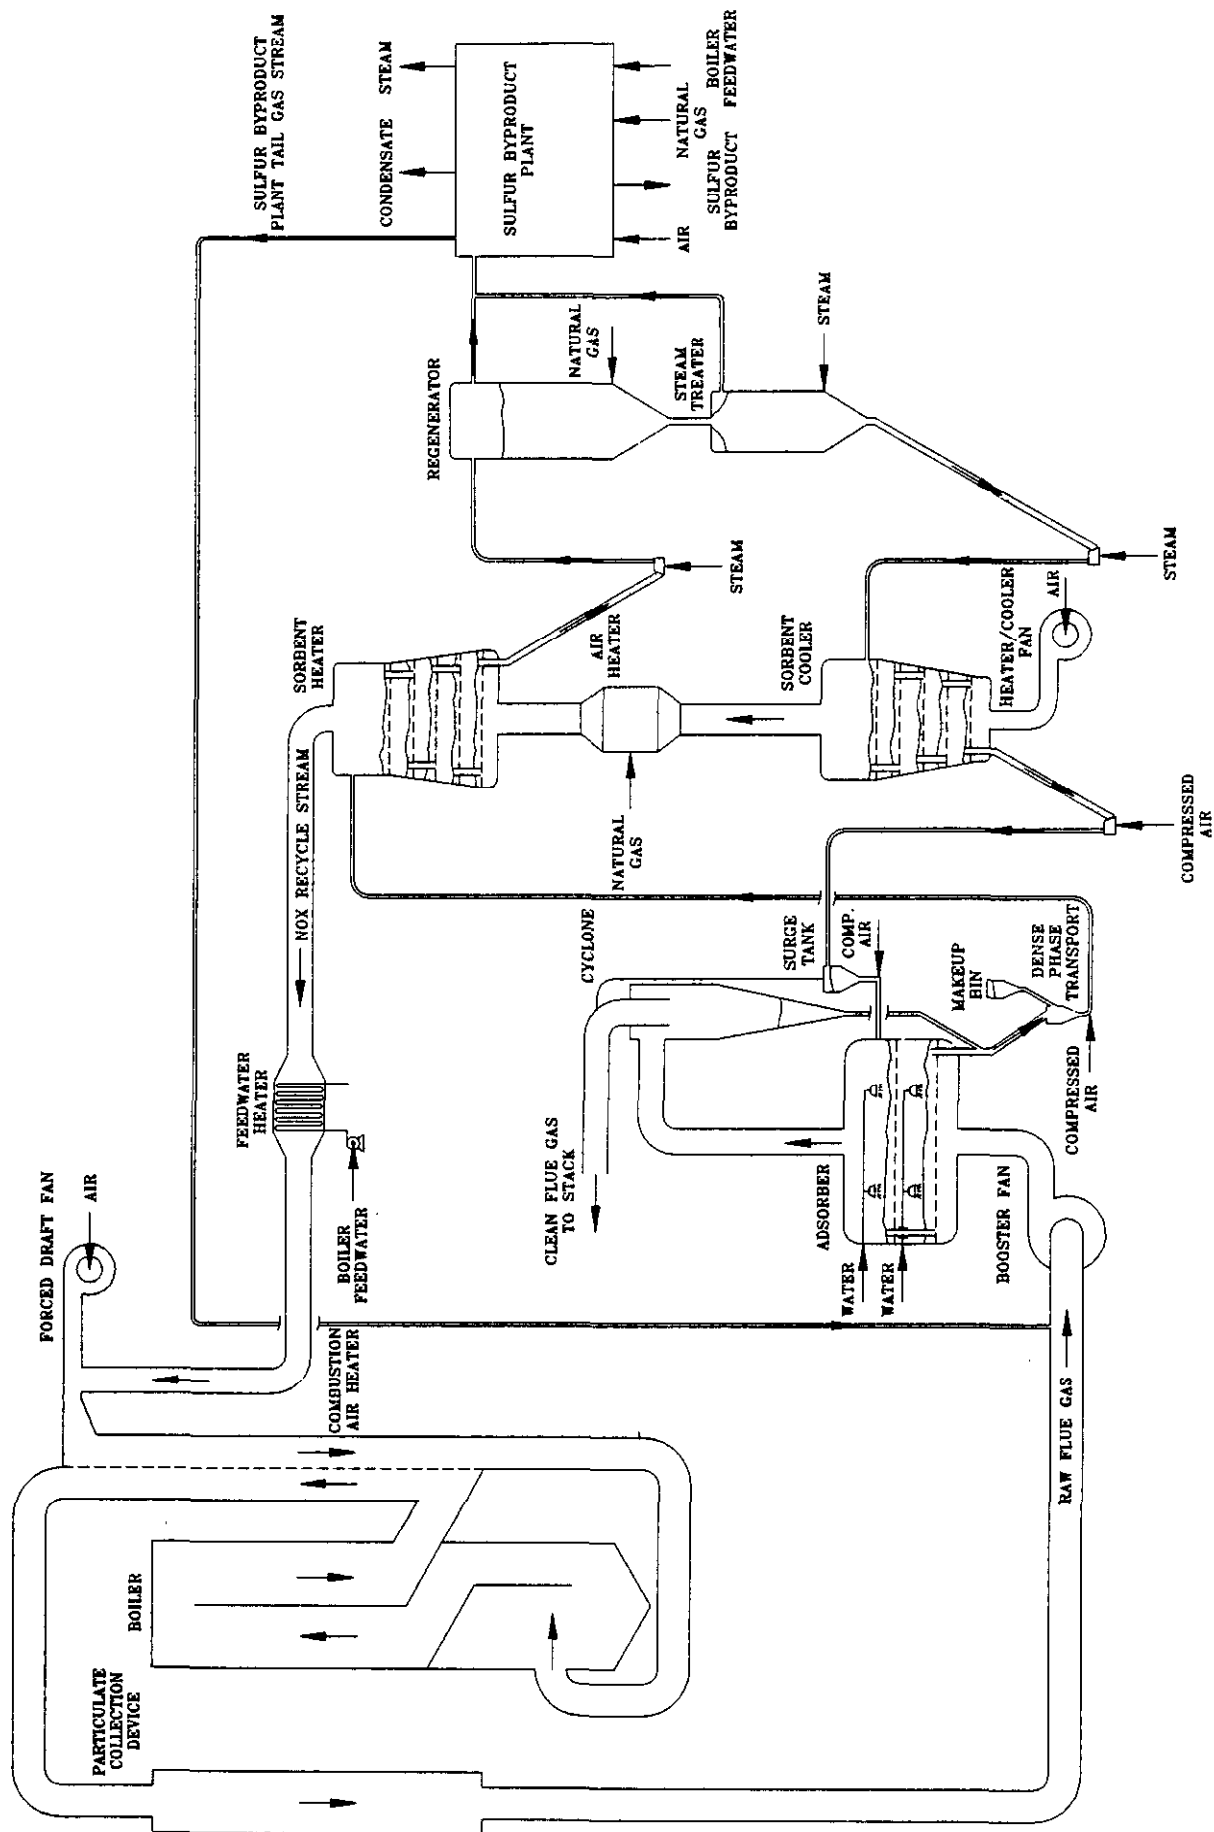 PARTICULATE
COLLECTION
DEVICE
BOILER
FORCED DRAFT FAN
AIR
COMBUSTION
AIR HEATER
FEEDWATER
HEATER
BOILER
FEEDWATER
NOX RECYCLE STREAM
SORBENT
HEATER
AIR
HEATER
NATURAL
GAS
SORBENT
COOLER
HEATER/COOLER
FAN
AIR
STEAM
REGENERATOR
NATURAL
GAS
STEAM
TREATER
STEAM
STEAM
SULFUR BYPRODUCT
PLANT TAIL GAS STREAM
CONDENSATE
STEAM
SULFUR BYPRODUCT
PLANT
AIR
SULFUR
BYPRODUCT
NATURAL
GAS
BOILER
FEEDWATER
CYCLONE
SURGE
TANK
COMP.
AIR
MAKEUP
BIN
DENSE
PHASE
TRANSPORT
COMPRESSED
AIR
COMPRESSED
AIR
CLEAN FLUE GAS
TO STACK
ADSORBER
WATER
WATER
BOOSTER FAN
RAW FLUE GAS